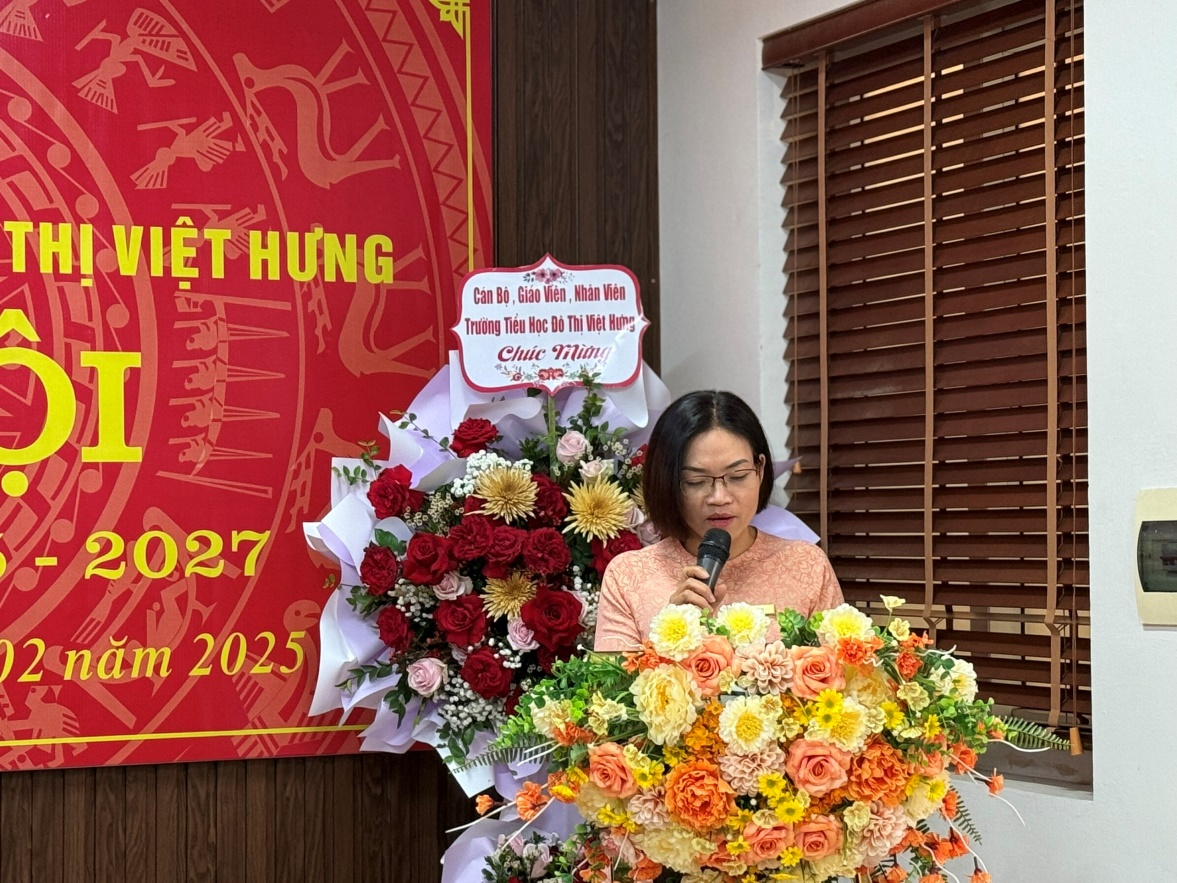 THỊ VIỆT HƯNG
ỘI
- 2027
02 năm 2025
Cán Bộ , Giáo Viên , Nhân Viên
Trường Tiểu Học Đô Thị Việt Hưng
Chúc Mừng